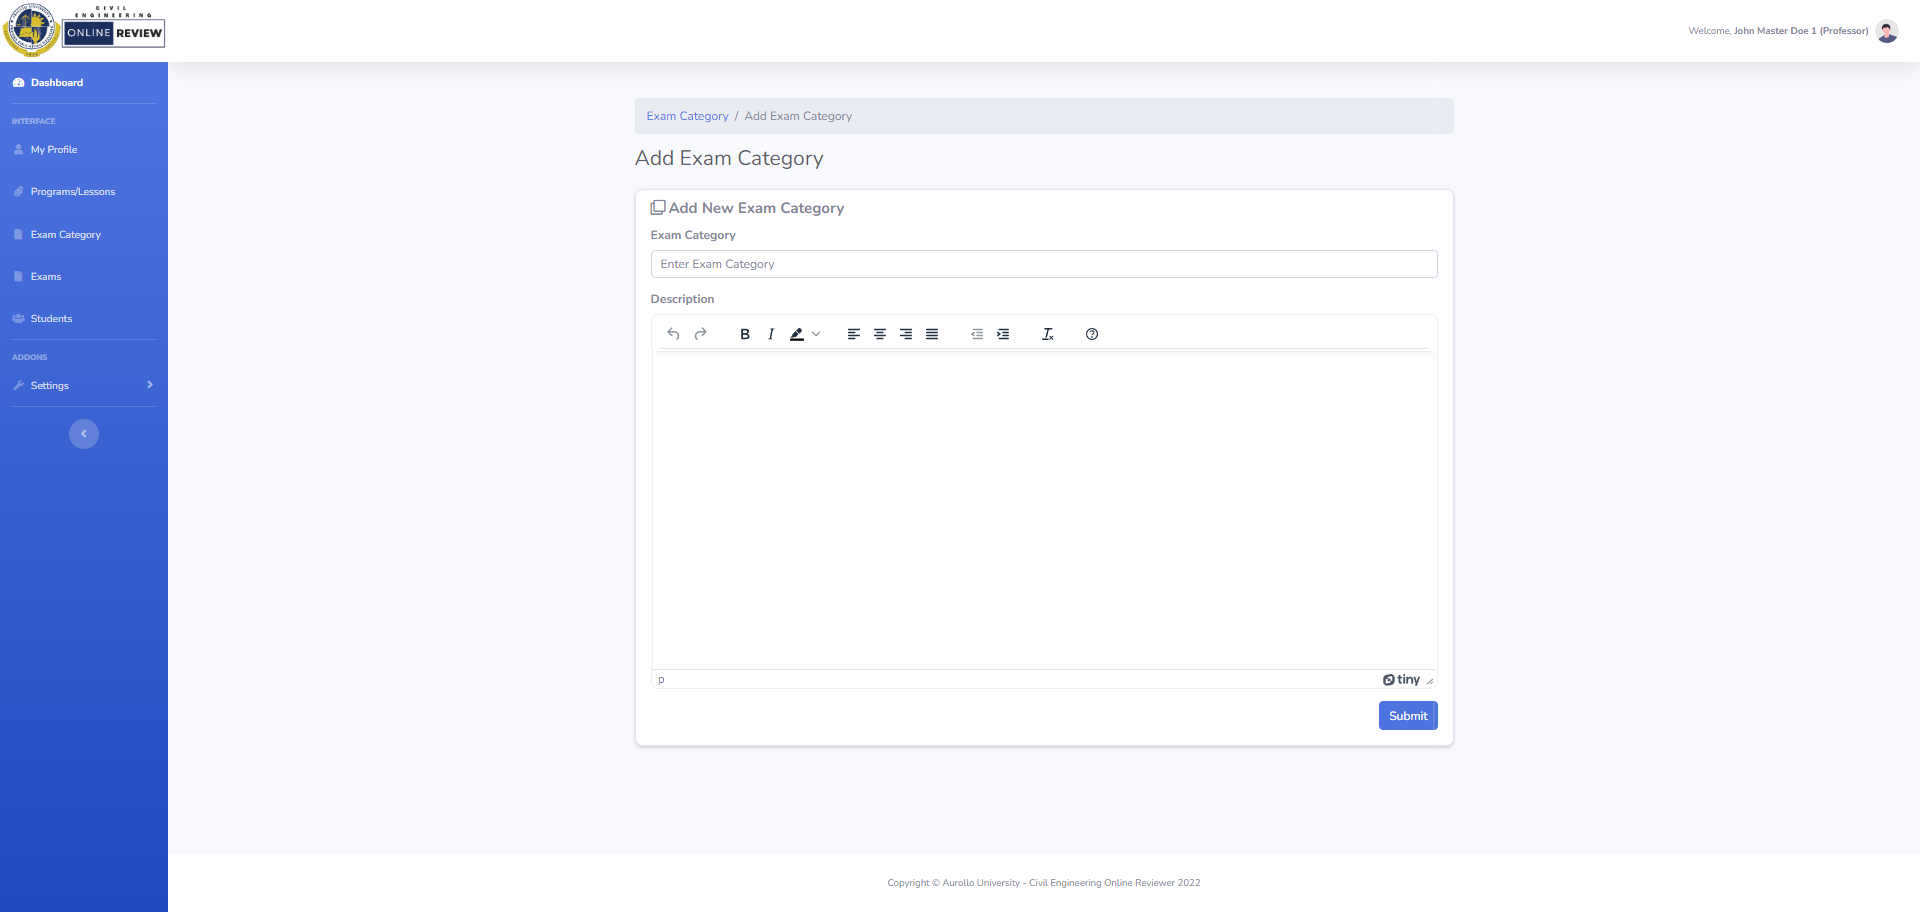 CIVIL
ENGINEERING
ONLINE REVIEW
Welcome, John Master Doe 1 (Professor)
Dashboard
INTERFACE
My Profile
Programs/Lessons
Exam Category
Exams
Students
ADDONS
Settings
Exam Category / Add Exam Category
Add Exam Category
Add New Exam Category
Exam Category
Enter Exam Category
Description
B I
p
tiny
Submit
Copyright © Aurollo University - Civil Engineering Online Reviewer 2022